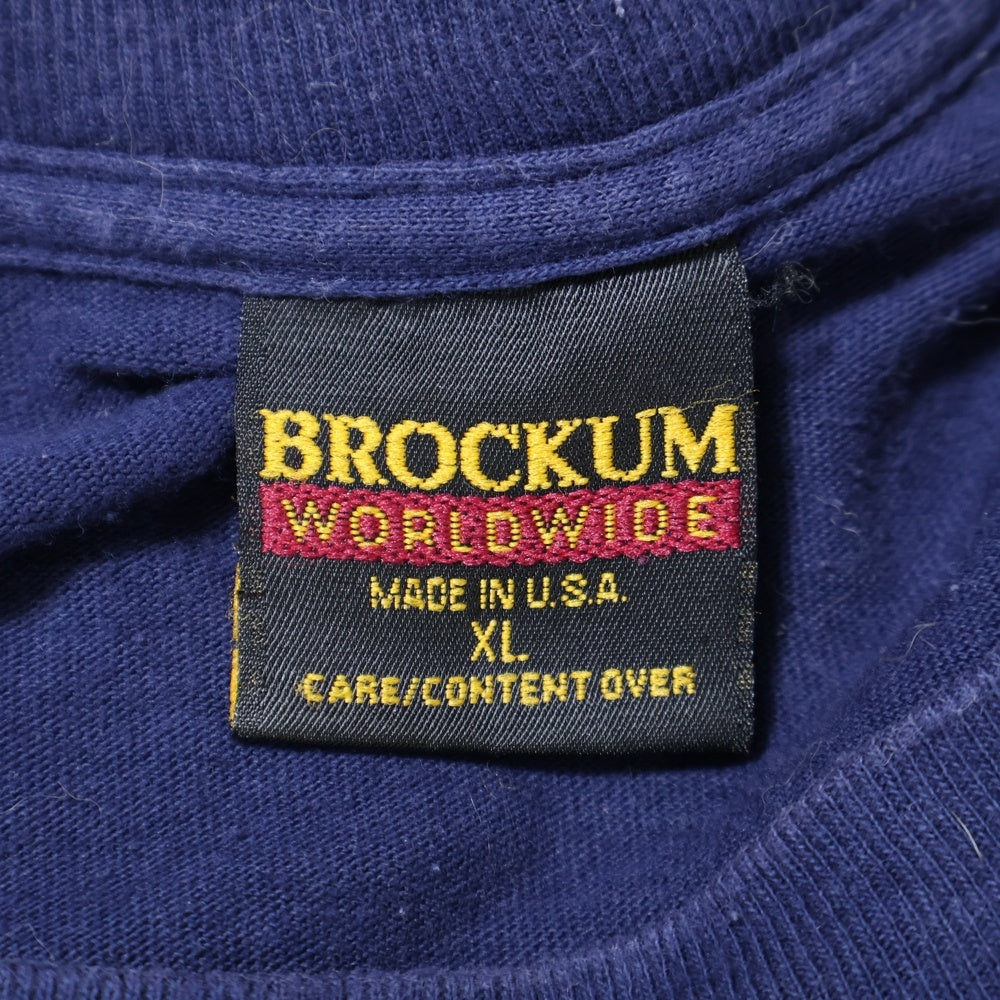 BROCKUM
WORLDWIDE
MADE IN U.S.A.
XL
CARE/CONTENT OVER